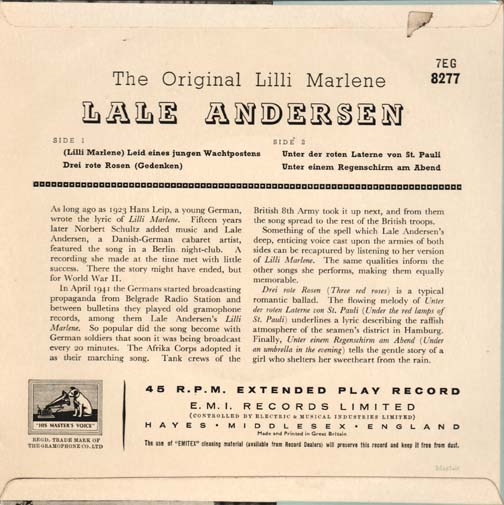 7EG
8277
The Original Lilli Marlene
LALE ANDERSEN
SIDE 1
(Lilli Marlene) Leid eines jungen Wachtpostens
Drei rote Rosen (Gedenken)
SIDE 2
Unter der roten Laterne von St. Pauli
Unter einem Regenschirm am Abend
As long ago as 1923 Hans Leip, a young German,
wrote the lyric of Lilli Marlene. Fifteen years
later Norbert Schultz added music and Lale
Andersen, a Danish-German cabaret artist,
featured the song in a Berlin night-club. A
recording she made at the time met with little
success. There the story might have ended, but
for World War II.
In April 1941 the Germans started broadcasting
propaganda from Belgrade Radio Station and
between bulletins they played old gramophone
records, among them Lale Andersen's Lilli
Marlene. So popular did the song become with
German soldiers that soon it was being broadcast
every 20 minutes. The Afrika Corps adopted it
as their marching song. Tank crews of the
British 8th Army took it up next, and from them
the song spread to the rest of the British troops.
Something of the spell which Lale Andersen's
deep, enticing voice cast upon the armies of both
sides can be recaptured by listening to her version
of Lilli Marlene. The same qualities inform the
other songs she performs, making them equally
memorable.
Drei rote Rosen (Three red roses) is a typical
romantic ballad. The flowing melody of Unter
der roten Laterne von St. Pauli (Under the red lamps of
St. Pauli) underlines a lyric describing the raffish
atmosphere of the seamen's district in Hamburg.
Finally, Unter einem Regenschirm am Abend (Under
an umbrella in the evening) tells the gentle story of a
girl who shelters her sweetheart from the rain.
"HIS MASTER'S VOICE"
REGD. TRADE MARK OF
THE GRAMOPHONE CO. LTD
45 R.P.M. EXTENDED PLAY RECORD
E.M.I. RECORDS LIMITED
(CONTROLLED BY ELECTRIC & MUSICAL INDUSTRIES LIMITED)
HAYES · MIDDLESEX · ENGLAND
Made and Printed in Great Britain
The use of "EMITEX" cleaning material (available from Record Dealers) will preserve this record and keep it free from dust.